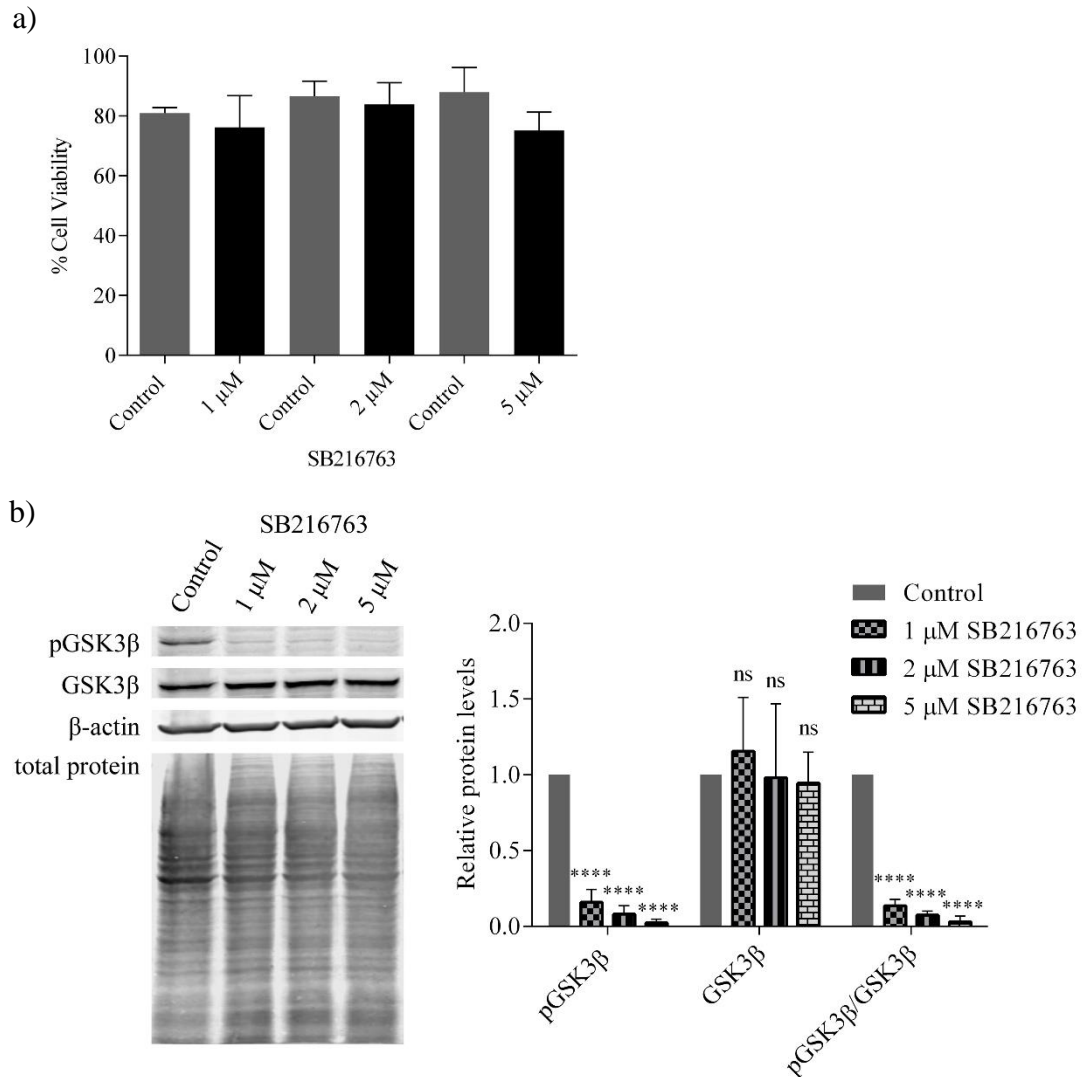 a)
100
80
60
40
20
0
% Cell Viability
Control
1 µM
Control
2 µM
Control
5 µM
SB216763
b)
SB216763
Control
1 µM
2 µM
5 µM
pGSK3β
GSK3β
β-actin
total protein
Control
1 µM SB216763
2 µM SB216763
5 µM SB216763
2.0
1.5
1.0
0.5
0.0
Relative protein levels
**** **** ****
ns ns ns
**** **** ****
pGSK3β
GSK3β
pGSK3β/GSK3β